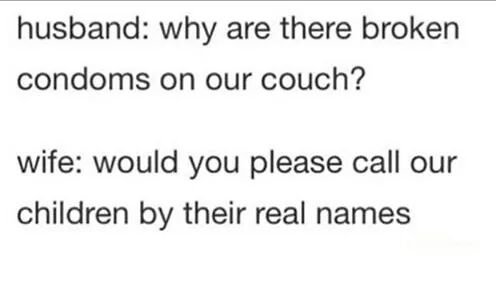 husband: why are there broken
condoms on our couch?
wife: would you please call our
children by their real names